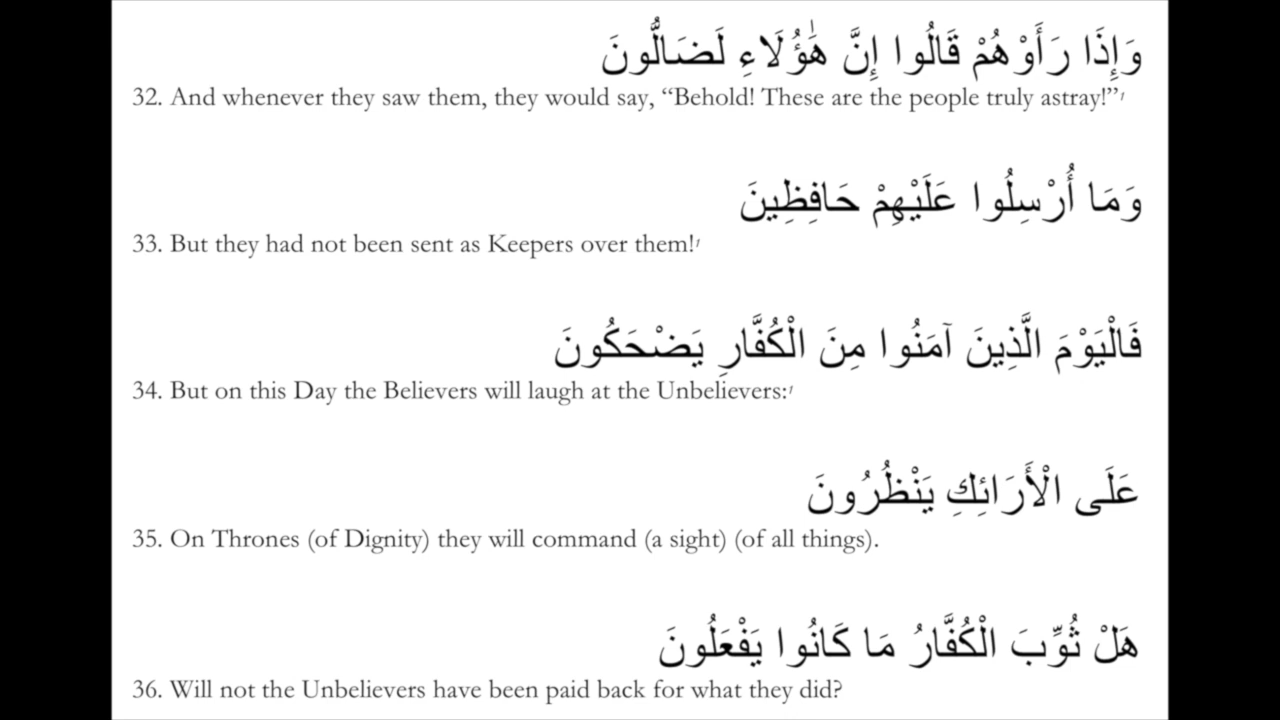 وَإِذَا رَأَوْهُمْ قَالُوا إِنَّ هَٰؤُلَاءِ لَضَالُّونَ
32. And whenever they saw them, they would say, “Behold! These are the people truly astray!”¹
وَمَا أُرْسِلُوا عَلَيْهِمْ حَافِظِينَ
33. But they had not been sent as Keepers over them!¹
فَالْيَوْمَ الَّذِينَ آمَنُوا مِنَ الْكُفَّارِ يَضْحَكُونَ
34. But on this Day the Believers will laugh at the Unbelievers:¹
عَلَى الْأَرَائِكِ يَنْظُرُونَ
35. On Thrones (of Dignity) they will command (a sight) (of all things).
هَلْ ثُوِّبَ الْكُفَّارُ مَا كَانُوا يَفْعَلُونَ
36. Will not the Unbelievers have been paid back for what they did?